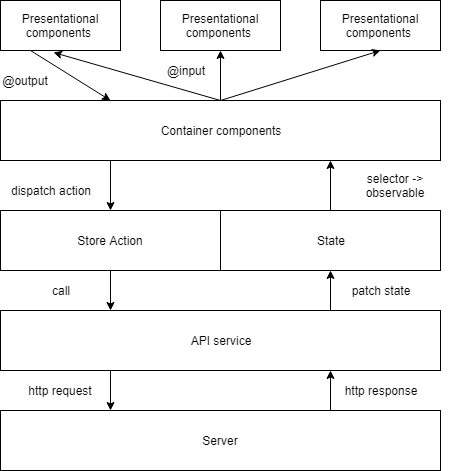 Presentational
components
Presentational
components
Presentational
components
@output
@input
Container components
dispatch action
selector ->
observable
Store Action
State
call
patch state
API service
http request
http response
Server